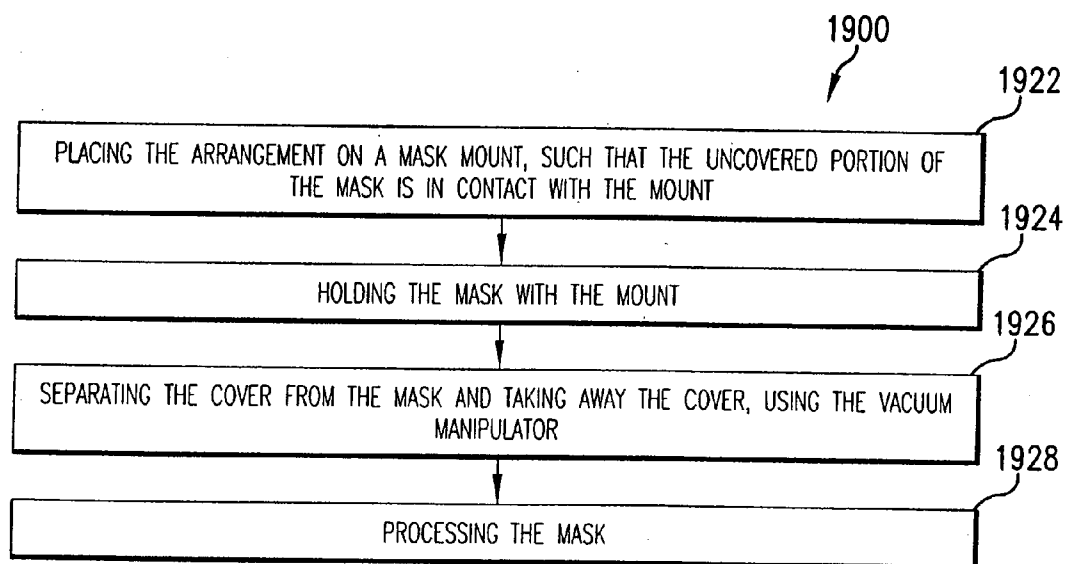 1900
1922
PLACING THE ARRANGEMENT ON A MASK MOUNT, SUCH THAT THE UNCOVERED PORTION OF
THE MASK IS IN CONTACT WITH THE MOUNT
1924
HOLDING THE MASK WITH THE MOUNT
1926
SEPARATING THE COVER FROM THE MASK AND TAKING AWAY THE COVER, USING THE VACUUM
MANIPULATOR
1928
PROCESSING THE MASK